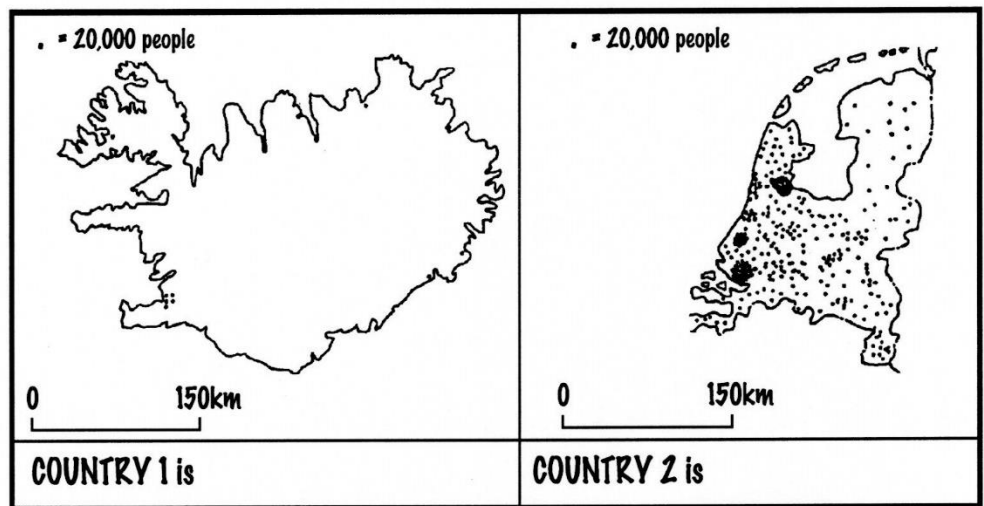 . = 20,000 people
0 150km
COUNTRY 1 is
. = 20,000 people
0 150km
COUNTRY 2 is